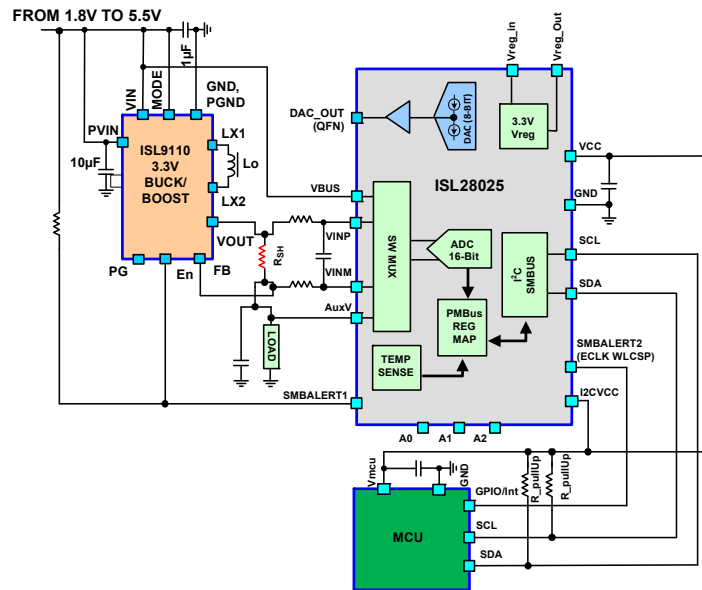 FROM 1.8V TO 5.5V
1µF
VIN
MODE
GND,
PGND
PVIN
10µF
ISL9110
3.3V
BUCK/
BOOST
LX1
Lo
LX2
VOUT
PG
En
FB
RSH
LOAD
Vreg_in
Vreg_Out
DAC_OUT
(QFN)
DAC (8-BIT)
3.3V
Vreg
VCC
ISL28025
GND
VBUS
VINP
VINM
AuxV
SW MUX
ADC
16-Bit
I2C
SMBUS
SCL
SDA
PMBus
REG
MAP
TEMP
SENSE
SMBALERT2
(ECLK WLCSP)
SMBALERT1
I2CVCC
A0
A1
A2
Vmcu
GND
R_pullUp
R_pullUp
GPIO/Int
SCL
SDA
MCU